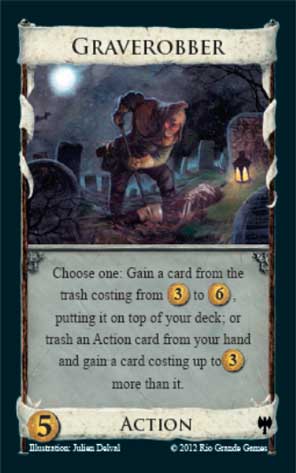 GRAVEROBBER
Choose one: Gain a card from the
trash costing from 3 to 6,
putting it on top of your deck; or
trash an Action card from your hand
and gain a card costing up to 3
more than it.
5 ACTION
Illustration: Julien Delval © 2012 Rio Grande Games